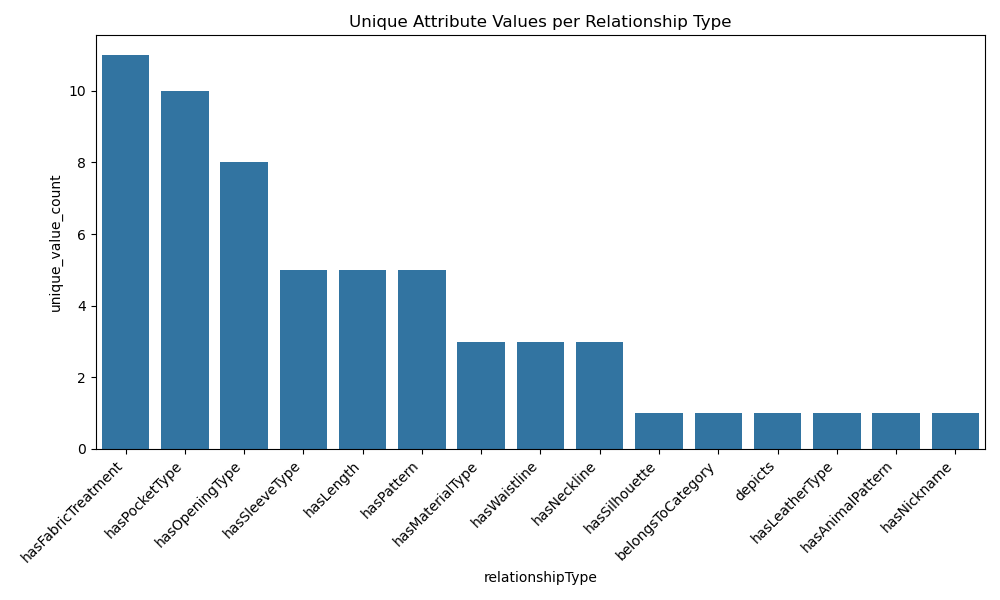 Unique Attribute Values per Relationship Type
unique_value_count
10
8
6
4
2
0
hasFabricTreatment
hasPocketType
hasOpeningType
hasSleeveType
hasLength
hasPattern
hasMaterialType
hasWaistline
hasNeckline
hasSilhouette
belongsToCategory
depicts
hasLeatherType
hasAnimalPattern
hasNickname
relationshipType